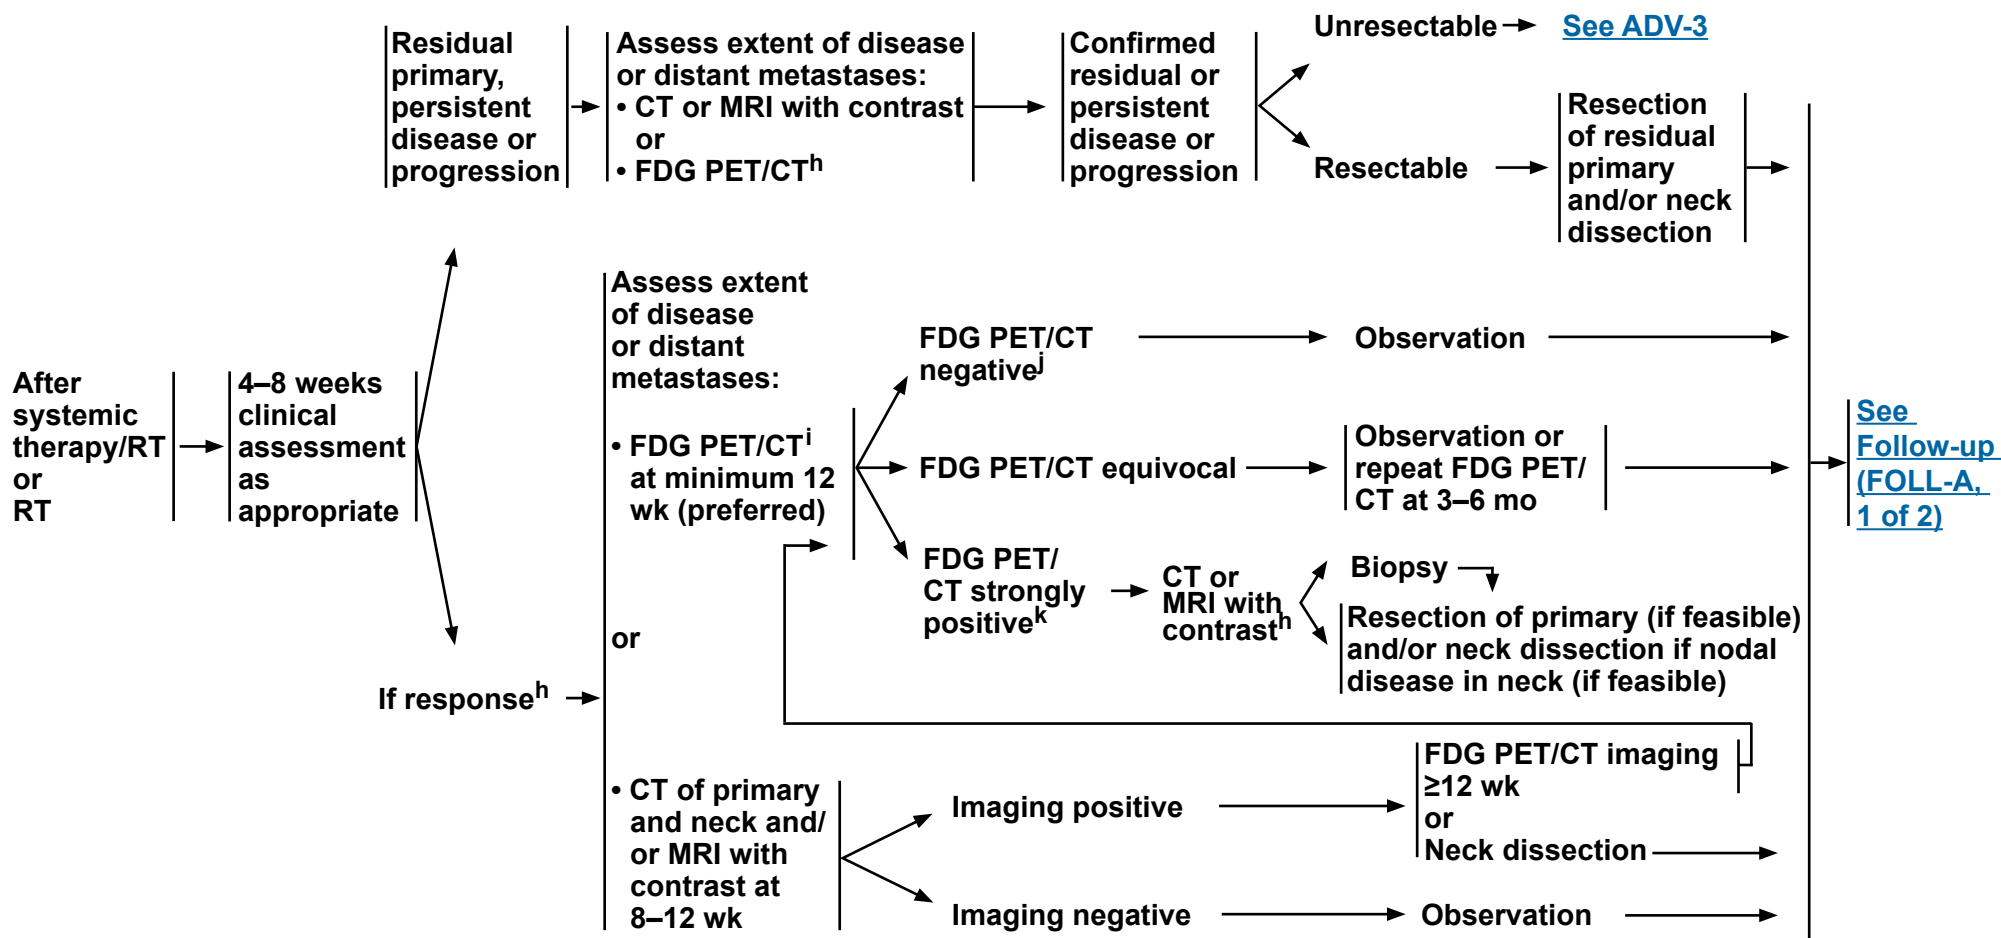 Residual
primary,
persistent
disease or
progression
Assess extent of disease
or distant metastases:
• CT or MRI with contrast
or
• FDG PET/CTh
Confirmed
residual or
persistent
disease or
progression
Unresectable
See ADV-3
Resectable
Resection
of residual
primary
and/or neck
dissection
After
systemic
therapy/RT
or
RT
4–8 weeks
clinical
assessment
as
appropriate
If responseh
Assess extent
of disease
or distant
metastases:
• FDG PET/CTi
at minimum 12
wk (preferred)
or
• CT of primary
and neck and/
or MRI with
contrast at
8–12 wk
FDG PET/CT
negativej
Observation
FDG PET/CT equivocal
Observation or
repeat FDG PET/
CT at 3–6 mo
FDG PET/
CT strongly
positivek
CT or
MRI with
contrasth
Biopsy
Resection of primary (if feasible)
and/or neck dissection if nodal
disease in neck (if feasible)
Imaging positive
FDG PET/CT imaging
≥12 wk
or
Neck dissection
Imaging negative
Observation
See
Follow-up
(FOLL-A,
1 of 2)